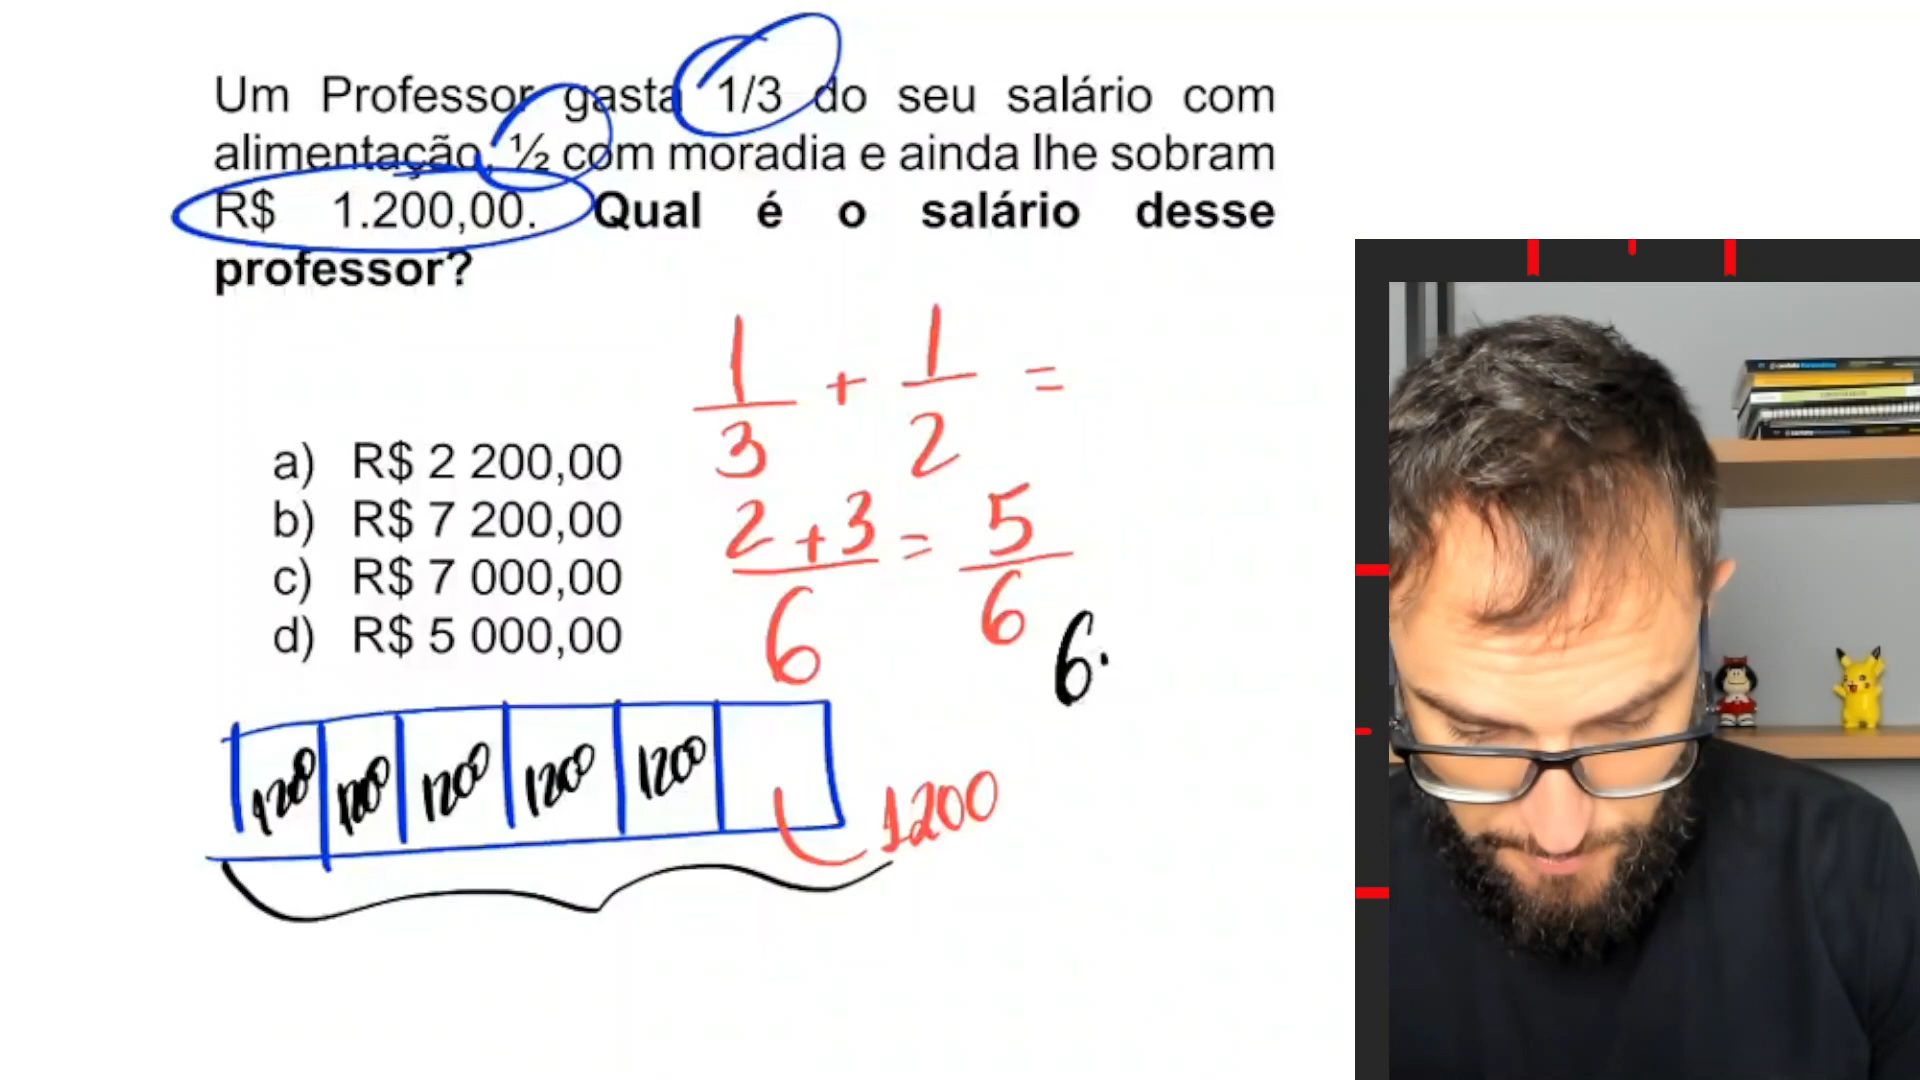 Um Professor gasta 1/3 do seu salário com
alimentação, ½ com moradia e ainda lhe sobram
R$ 1.200,00. Qual é o salário desse
professor?
1/3 + 1/2 =
a) R$ 2 200,00
b) R$ 7 200,00
c) R$ 7 000,00
d) R$ 5 000,00
2+3/6 = 5/6
6.
1200 1200 1200 1200 1200
1200